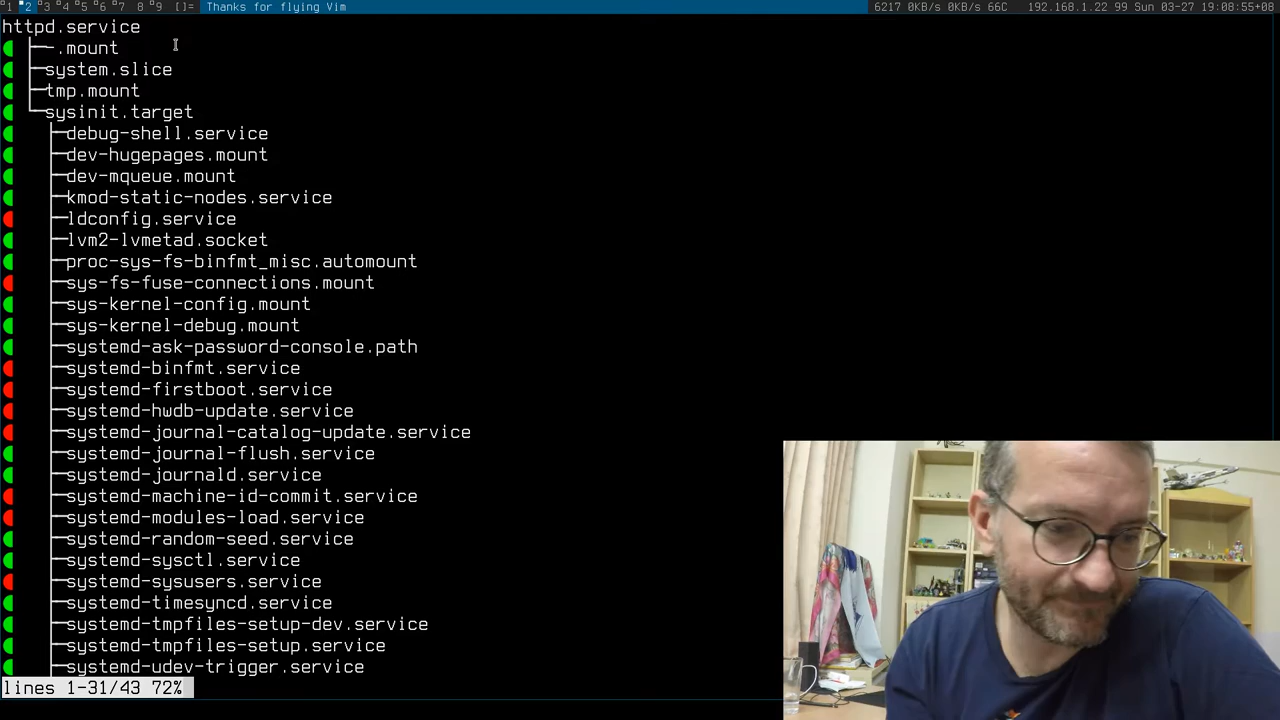 1 2 3 4 5 6 7 8 9 []= Thanks for flying Vim 6217 0KB/s 0KB/s 66C 192.168.1.22 99 Sun 03-27 19:08:55+08
httpd.service
-.mount
system.slice
tmp.mount
sysinit.target
debug-shell.service
dev-hugepages.mount
dev-mqueue.mount
kmod-static-nodes.service
ldconfig.service
lvm2-lvmetad.socket
proc-sys-fs-binfmt_misc.automount
sys-fs-fuse-connections.mount
sys-kernel-config.mount
sys-kernel-debug.mount
systemd-ask-password-console.path
systemd-binfmt.service
systemd-firstboot.service
systemd-hwdb-update.service
systemd-journal-catalog-update.service
systemd-journal-flush.service
systemd-journald.service
systemd-machine-id-commit.service
systemd-modules-load.service
systemd-random-seed.service
systemd-sysctl.service
systemd-sysusers.service
systemd-timesyncd.service
systemd-tmpfiles-setup-dev.service
systemd-tmpfiles-setup.service
systemd-udev-trigger.service
lines 1-31/43 72%